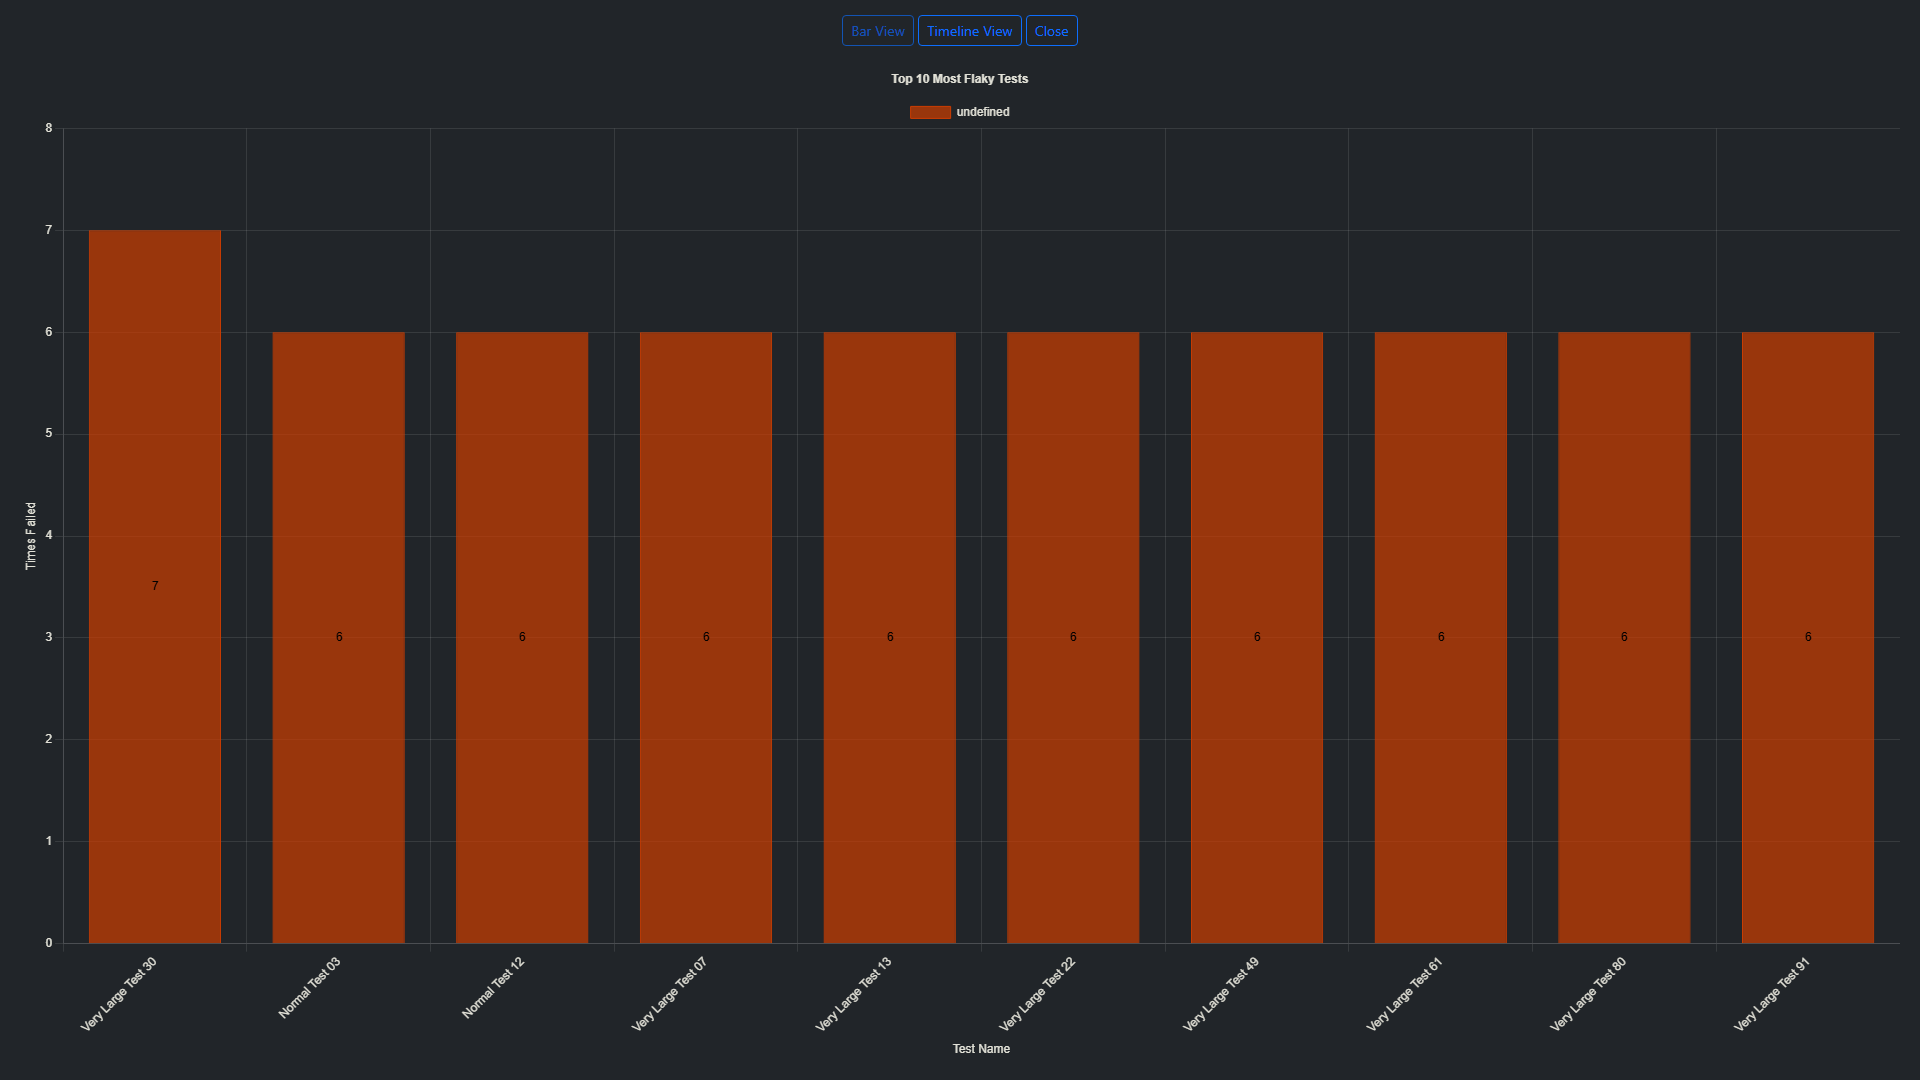 Bar View Timeline View Close
Top 10 Most Flaky Tests
undefined
8
7
6
5
4
3
2
1
0
Times Failed
7 6 6 6 6 6 6 6 6 6
Very Large Test 30
Normal Test 03
Normal Test 12
Very Large Test 07
Very Large Test 13
Very Large Test 22
Very Large Test 49
Very Large Test 61
Very Large Test 80
Very Large Test 91
Test Name